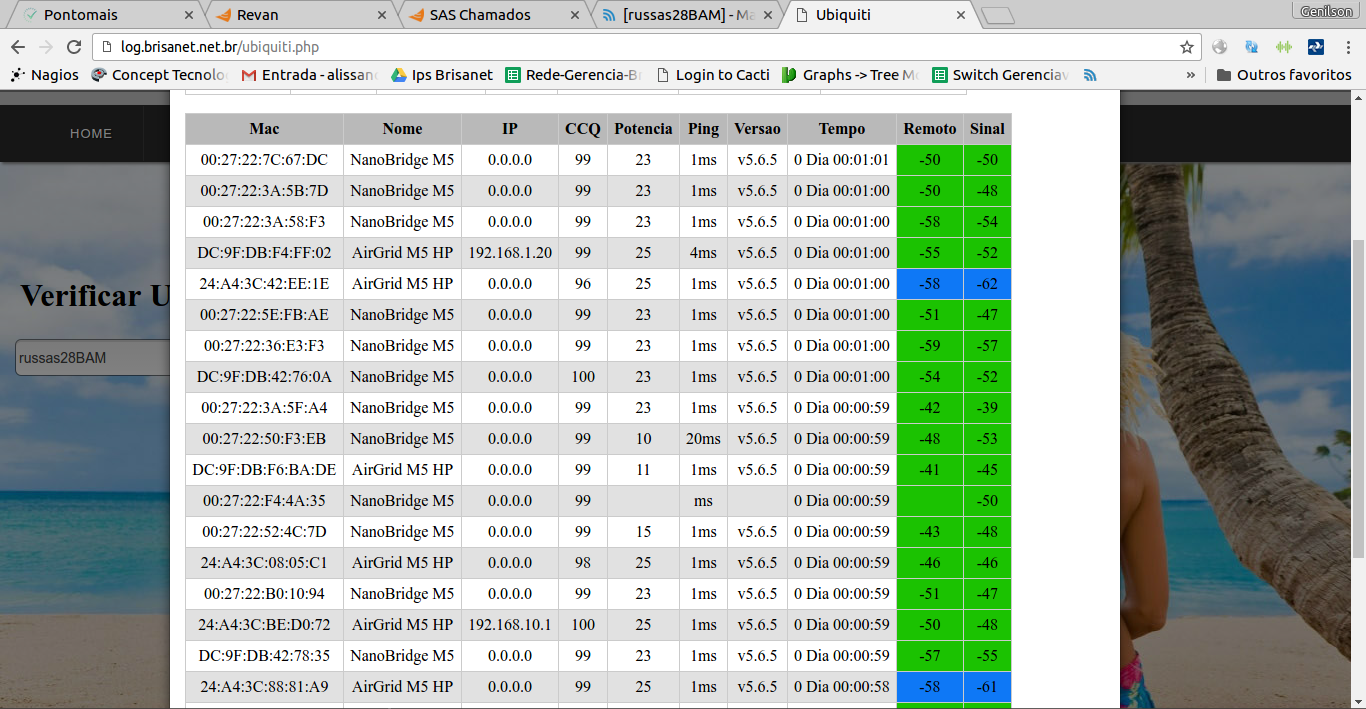 Pontomais
Revan
SAS Chamados
[russas28BAM] - Ma
Ubiquiti
Genilson
log.brisanet.net.br/ubiquiti.php
Nagios
Concept Tecnolo
Entrada - alissan
Ips Brisanet
Rede-Gerencia-B
Login to Cacti
Graphs -> Tree M
Switch Gerenciav
»
Outros favoritos
HOME
Verificar U
russas28BAM
Mac Nome IP CCQ Potencia Ping Versao Tempo Remoto Sinal
00:27:22:7C:67:DC NanoBridge M5 0.0.0.0 99 23 1ms v5.6.5 0 Dia 00:01:01 -50 -50
00:27:22:3A:5B:7D NanoBridge M5 0.0.0.0 99 23 1ms v5.6.5 0 Dia 00:01:00 -50 -48
00:27:22:3A:58:F3 NanoBridge M5 0.0.0.0 99 23 1ms v5.6.5 0 Dia 00:01:00 -58 -54
DC:9F:DB:F4:FF:02 AirGrid M5 HP 192.168.1.20 99 25 4ms v5.6.5 0 Dia 00:01:00 -55 -52
24:A4:3C:42:EE:1E AirGrid M5 HP 0.0.0.0 96 25 1ms v5.6.5 0 Dia 00:01:00 -58 -62
00:27:22:5E:FB:AE NanoBridge M5 0.0.0.0 99 23 1ms v5.6.5 0 Dia 00:01:00 -51 -47
00:27:22:36:E3:F3 NanoBridge M5 0.0.0.0 99 23 1ms v5.6.5 0 Dia 00:01:00 -59 -57
DC:9F:DB:42:76:0A NanoBridge M5 0.0.0.0 100 23 1ms v5.6.5 0 Dia 00:01:00 -54 -52
00:27:22:3A:5F:A4 NanoBridge M5 0.0.0.0 99 23 1ms v5.6.5 0 Dia 00:00:59 -42 -39
00:27:22:50:F3:EB NanoBridge M5 0.0.0.0 99 10 20ms v5.6.5 0 Dia 00:00:59 -48 -53
DC:9F:DB:F6:BA:DE AirGrid M5 HP 0.0.0.0 99 11 1ms v5.6.5 0 Dia 00:00:59 -41 -45
00:27:22:F4:4A:35 NanoBridge M5 0.0.0.0 99 ms 0 Dia 00:00:59 -50
00:27:22:52:4C:7D NanoBridge M5 0.0.0.0 99 15 1ms v5.6.5 0 Dia 00:00:59 -43 -48
24:A4:3C:08:05:C1 AirGrid M5 HP 0.0.0.0 98 25 1ms v5.6.5 0 Dia 00:00:59 -46 -46
00:27:22:B0:10:94 NanoBridge M5 0.0.0.0 99 23 1ms v5.6.5 0 Dia 00:00:59 -51 -47
24:A4:3C:BE:D0:72 AirGrid M5 HP 192.168.10.1 100 25 1ms v5.6.5 0 Dia 00:00:59 -50 -48
DC:9F:DB:42:78:35 NanoBridge M5 0.0.0.0 99 23 1ms v5.6.5 0 Dia 00:00:59 -57 -55
24:A4:3C:88:81:A9 AirGrid M5 HP 0.0.0.0 99 25 1ms v5.6.5 0 Dia 00:00:58 -58 -61